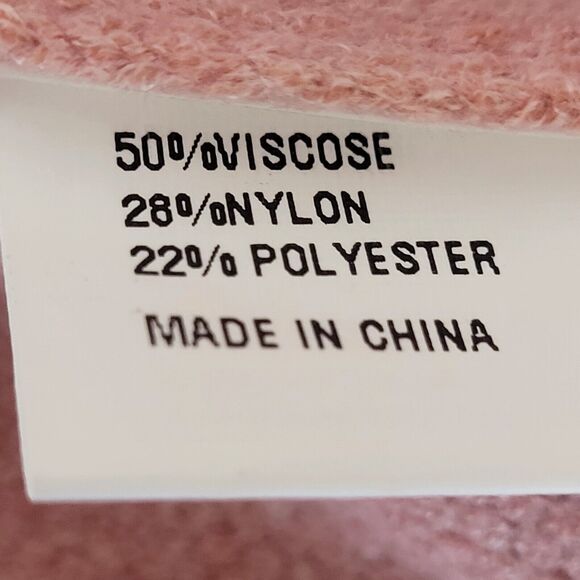 50%VISCOSE
28%NYLON
22% POLYESTER
MADE IN CHINA